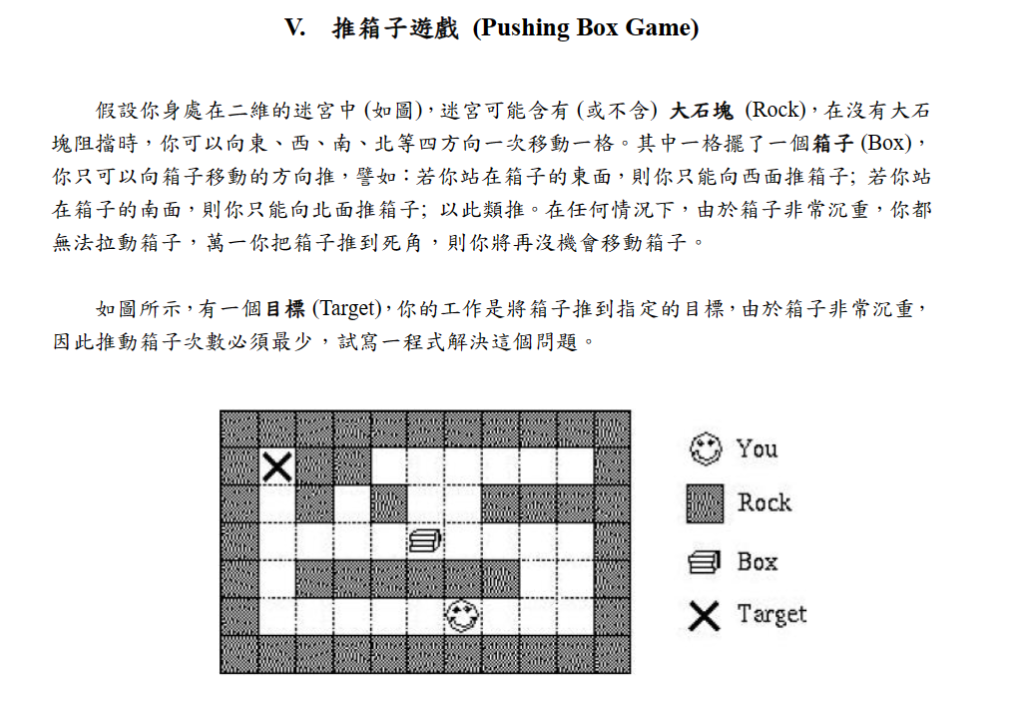 V. 推箱子遊戲 (Pushing Box Game)
假設你身處在二維的迷宮中 (如圖)，迷宮可能含有 (或不含) 大石塊 (Rock)，在沒有大石
塊阻擋時，你可以向東、西、南、北等四方向一次移動一格。其中一格擺了一個箱子 (Box)，
你只可以向箱子移動的方向推，譬如：若你站在箱子的東面，則你只能向西面推箱子; 若你站
在箱子的南面，則你只能向北面推箱子; 以此類推。在任何情況下，由於箱子非常沉重，你都
無法拉動箱子，萬一你把箱子推到死角，則你將再沒機會移動箱子。
如圖所示，有一個目標 (Target)，你的工作是將箱子推到指定的目標，由於箱子非常沉重，
因此推動箱子次數必須最少，試寫一程式解決這個問題。
You
Rock
Box
Target